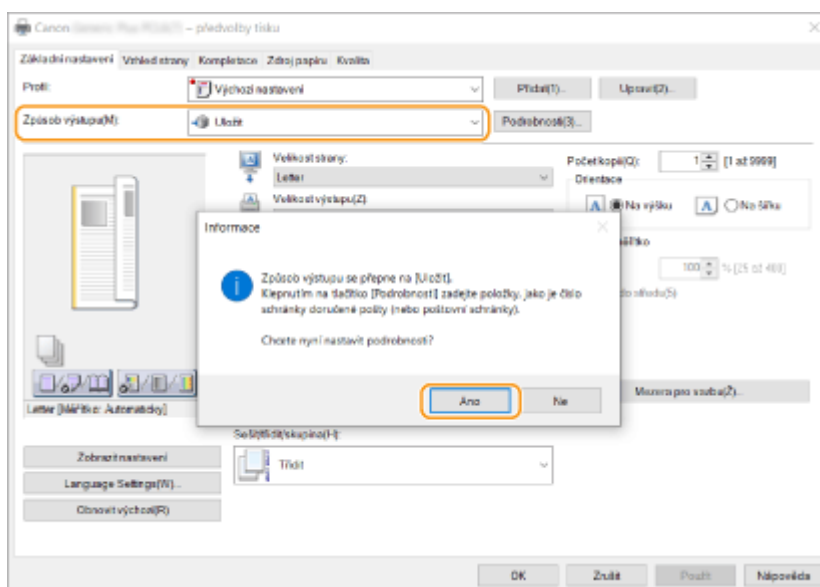 Canon – předvolby tisku
Základní nastavení Vzhled strany Kompletace Zdroj papíru Kvalita
Profil: Výchozí nastavení Přidat(1)... Upravit(2)...
Způsob výstupu(M): Uložit Podrobnosti(3)...
Velikost strany:
Letter
Velikost výstupu(Z):
Počet kopií(Q): 1 [1 až 9999]
Orientace
A Na výšku A Na šířku
100 % [25 až 400]
Informace
Způsob výstupu se přepne na [Uložit].
Klepnutím na tlačítko [Podrobnosti] zadejte položky, jako je číslo
schránky doručené pošty (nebo poštovní schránky).
Chcete nyní nastavit podrobnosti?
Ano Ne
Mezera pro vazbu(Ž)...
Letter [Měřítko: Automaticky]
Sešít/třídit/skupina(H):
Třídit
Zobrazit nastavení
Language Settings(W)...
Obnovit výchozí(R)
OK Zrušit Použít Nápověda